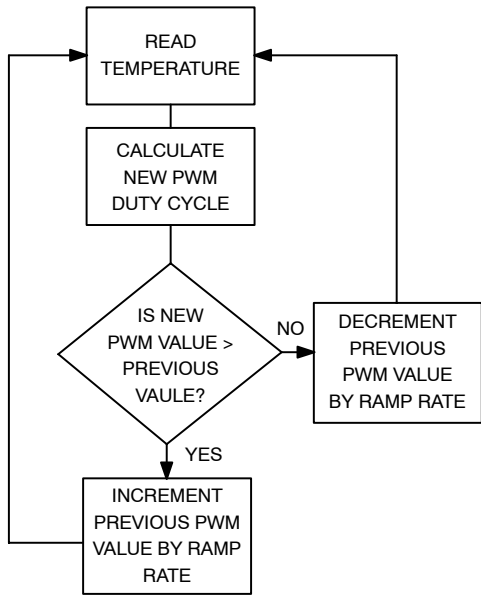 READ
TEMPERATURE
CALCULATE
NEW PWM
DUTY CYCLE
IS NEW
PWM VALUE >
PREVIOUS
VAULE?
NO
DECREMENT
PREVIOUS
PWM VALUE
BY RAMP RATE
YES
INCREMENT
PREVIOUS PWM
VALUE BY RAMP
RATE